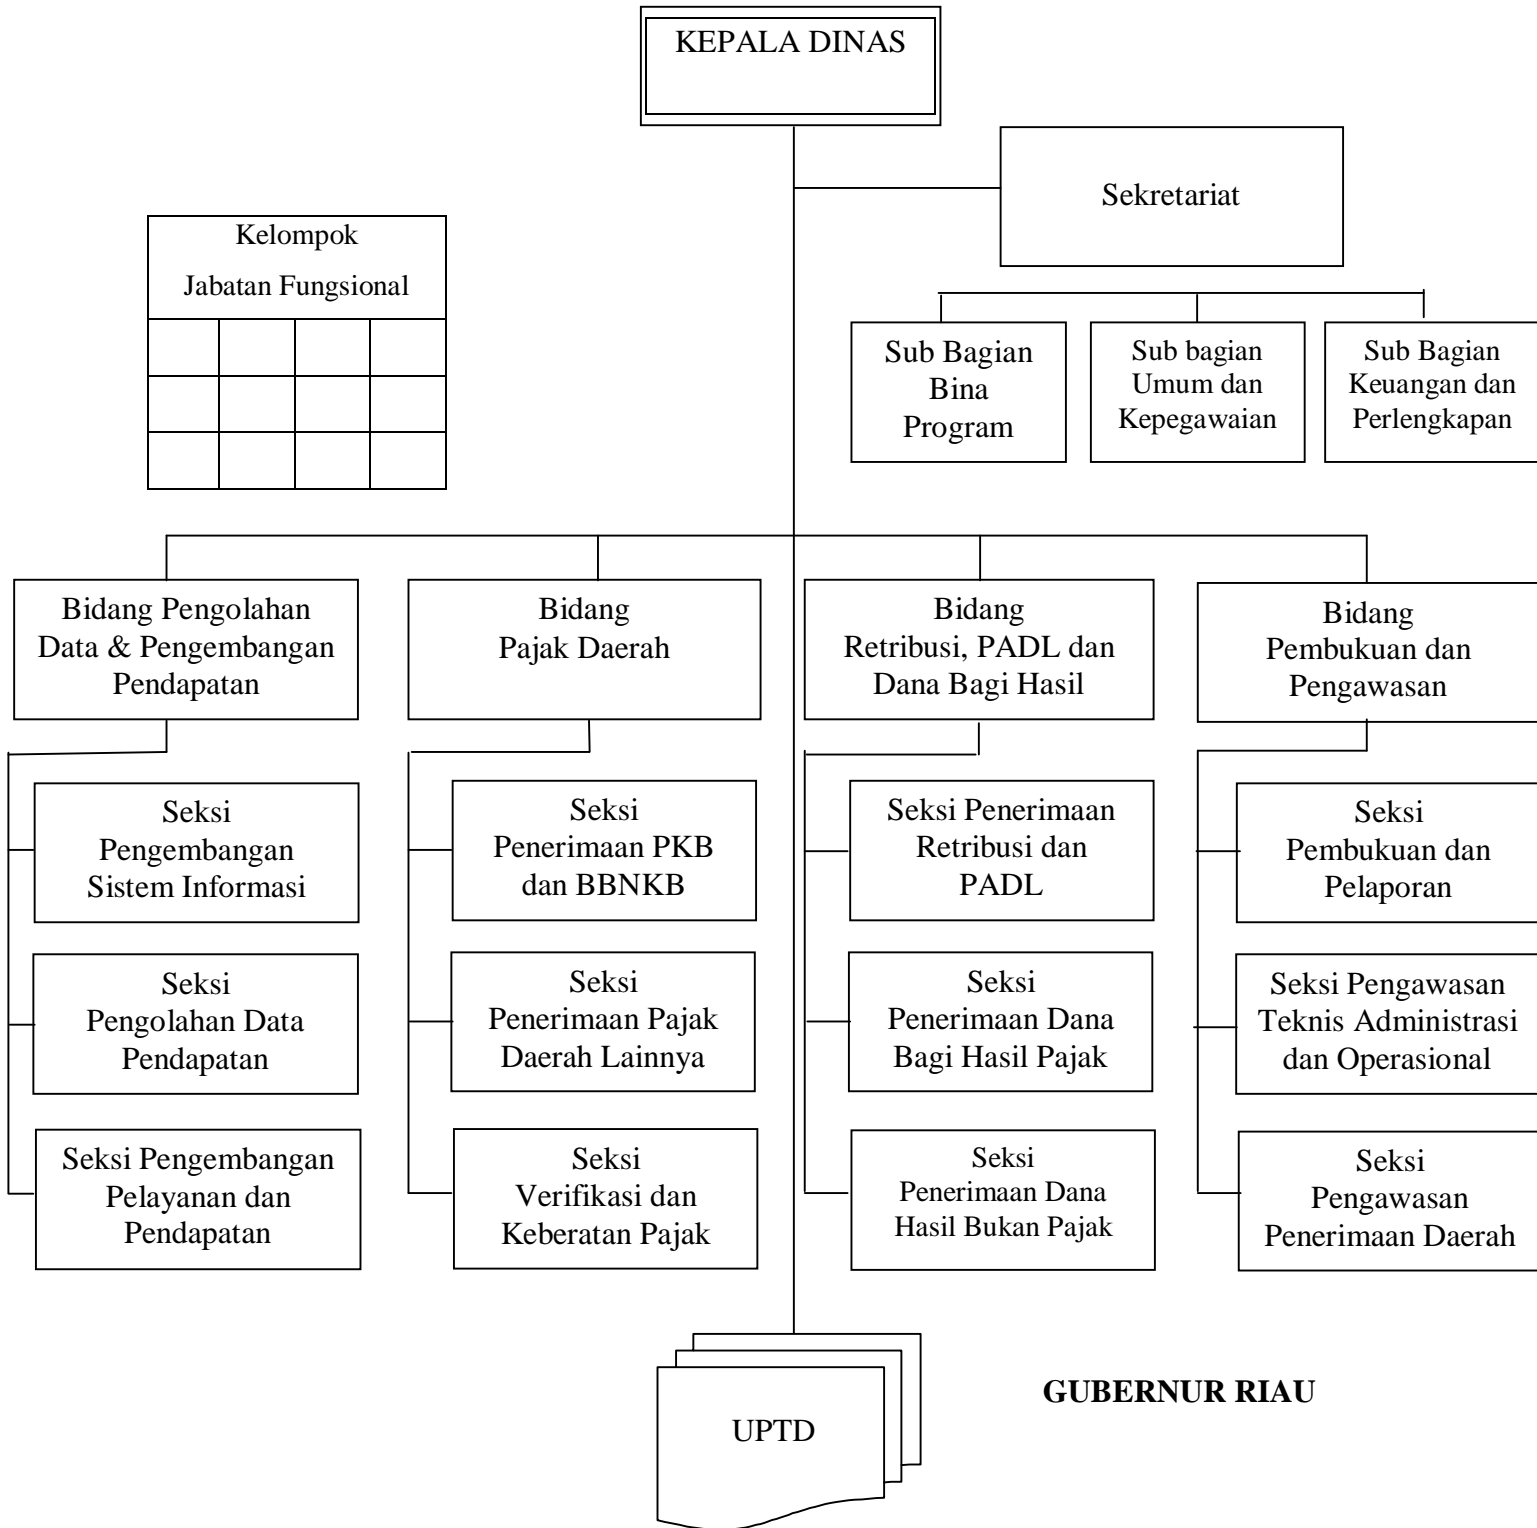 KEPALA DINAS
Sekretariat
Kelompok
Jabatan Fungsional
Sub Bagian
Bina
Program
Sub bagian
Umum dan
Kepegawaian
Sub Bagian
Keuangan dan
Perlengkapan
Bidang Pengolahan
Data & Pengembangan
Pendapatan
Bidang
Pajak Daerah
Bidang
Retribusi, PADL dan
Dana Bagi Hasil
Bidang
Pembukuan dan
Pengawasan
Seksi
Pengembangan
Sistem Informasi
Seksi
Penerimaan PKB
dan BBNKB
Seksi Penerimaan
Retribusi dan
PADL
Seksi
Pembukuan dan
Pelaporan
Seksi
Pengolahan Data
Pendapatan
Seksi
Penerimaan Pajak
Daerah Lainnya
Seksi
Penerimaan Dana
Bagi Hasil Pajak
Seksi Pengawasan
Teknis Administrasi
dan Operasional
Seksi Pengembangan
Pelayanan dan
Pendapatan
Seksi
Verifikasi dan
Keberatan Pajak
Seksi
Penerimaan Dana
Hasil Bukan Pajak
Seksi
Pengawasan
Penerimaan Daerah
GUBERNUR RIAU
UPTD